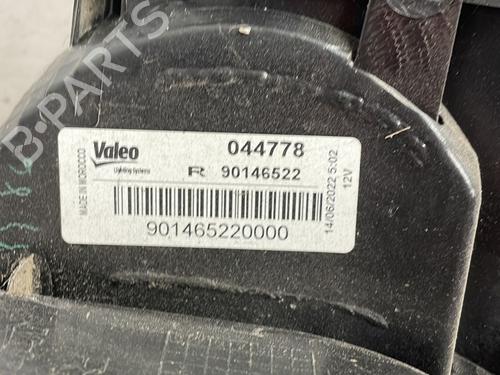 MADE IN MOROCCO
Valeo
Lighting Systems
044778
R 90146522
901465220000
14/06/2022 5:02
12V
B-PARTS